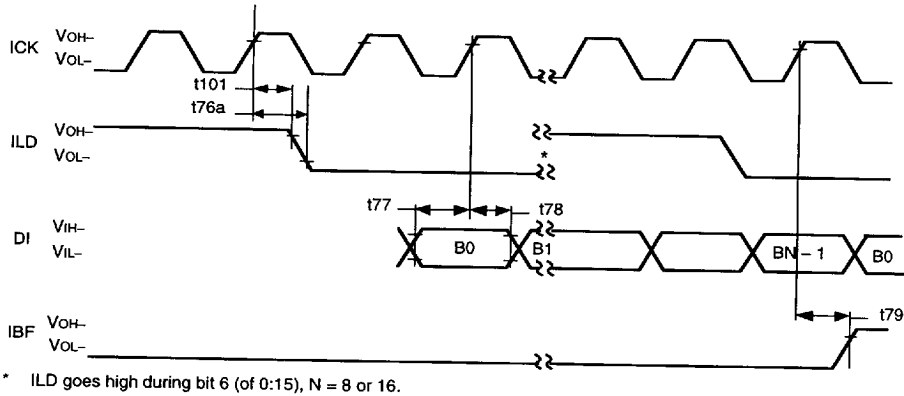 ICK VOH–
VOL–
t101
t76a
ILD VOH–
VOL–
*
t77 t78
DI VIH–
VIL–
B0 B1 BN – 1 B0
t79
IBF VOH–
VOL–
* ILD goes high during bit 6 (of 0:15), N = 8 or 16.